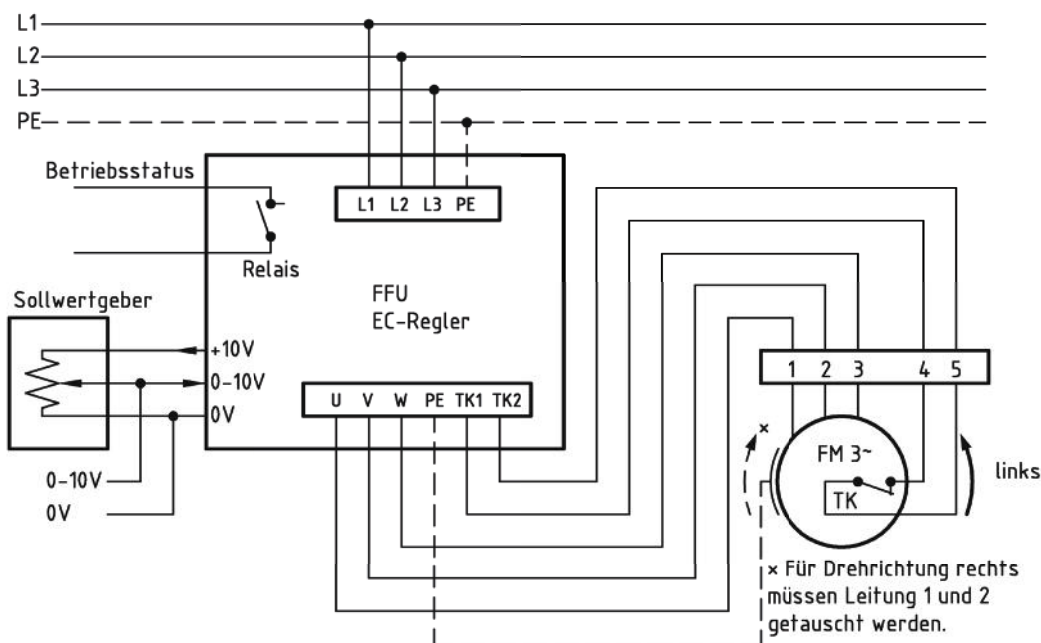 L1
L2
L3
PE
Betriebsstatus
L1 L2 L3 PE
Relais
FFU
EC-Regler
Sollwertgeber
+10V
0-10V
0V
U V W PE TK1 TK2
0-10V
0V
1 2 3 4 5
×
FM 3~
TK
links
× Für Drehrichtung rechts
müssen Leitung 1 und 2
getauscht werden.